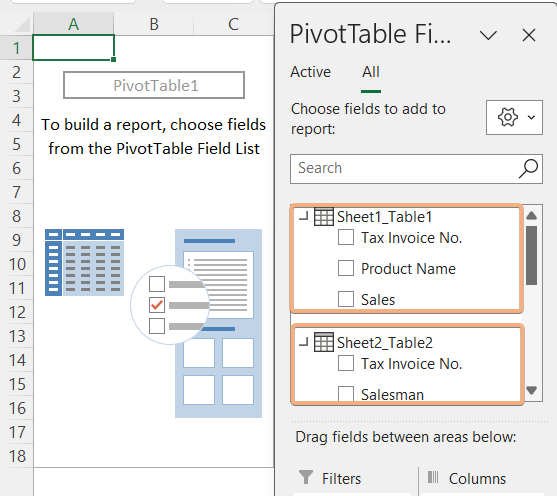 A B C
PivotTable Fi...
1
2
3
4
5
6
7
8
9
10
11
12
13
14
15
16
17
18
PivotTable1
To build a report, choose fields
from the PivotTable Field List
Active All
Choose fields to add to
report:
Search
Sheet1_Table1
Tax Invoice No.
Product Name
Sales
Sheet2_Table2
Tax Invoice No.
Salesman
Drag fields between areas below:
Filters Columns